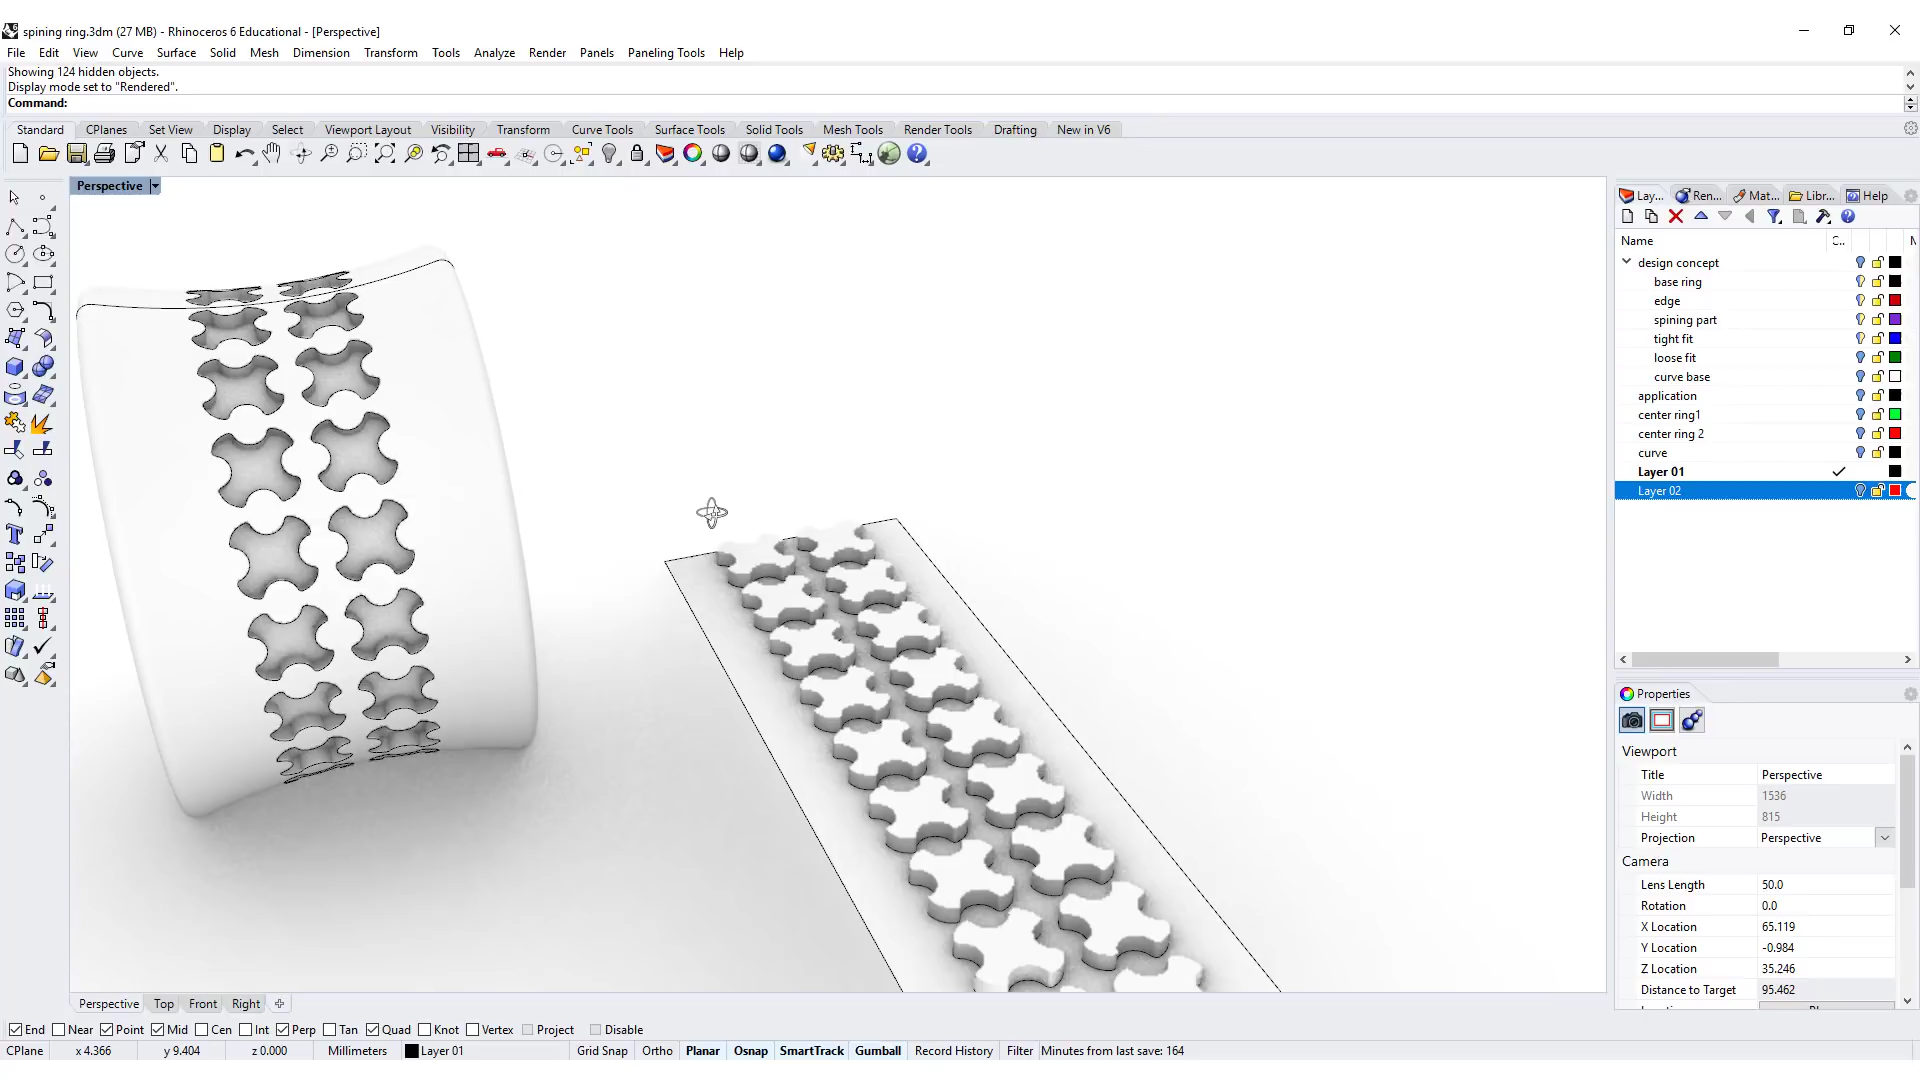 spining ring.3dm (27 MB) - Rhinoceros 6 Educational - [Perspective]
File Edit View Curve Surface Solid Mesh Dimension Transform Tools Analyze Render Panels Paneling Tools Help
Showing 124 hidden objects.
Display mode set to "Rendered".
Command:
Standard CPlanes Set View Display Select Viewport Layout Visibility Transform Curve Tools Surface Tools Solid Tools Mesh Tools Render Tools Drafting New in V6
Perspective
Lay... Ren... Mat... Libr... Help
Name C.. M
design concept
base ring
edge
spining part
tight fit
loose fit
curve base
application
center ring1
center ring 2
curve
Layer 01
Layer 02
Properties
Viewport
Title Perspective
Width 1536
Height 815
Projection Perspective
Camera
Lens Length 50.0
Rotation 0.0
X Location 65.119
Y Location -0.984
Z Location 35.246
Distance to Target 95.462
Perspective Top Front Right
End Near Point Mid Cen Int Perp Tan Quad Knot Vertex Project Disable
CPlane x 4.366 y 9.404 z 0.000 Millimeters Layer 01 Grid Snap Ortho Planar Osnap SmartTrack Gumball Record History Filter Minutes from last save: 164